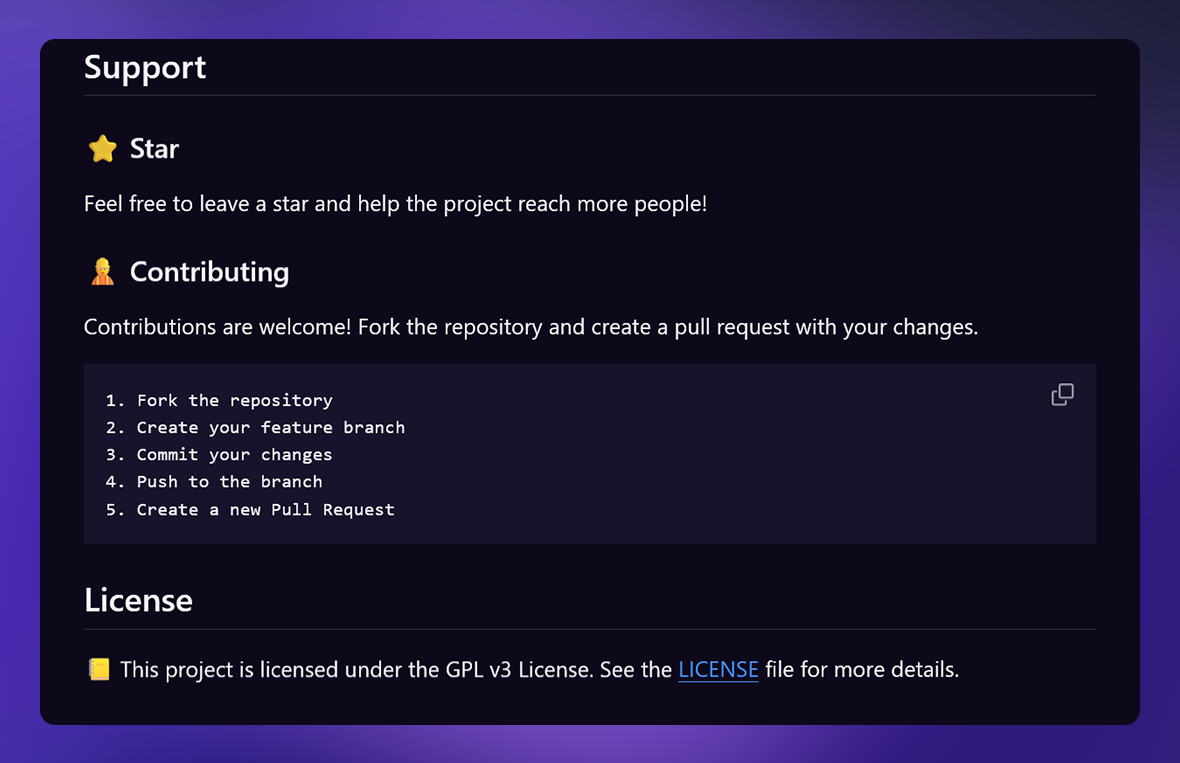 Support
Star
Feel free to leave a star and help the project reach more people!
Contributing
Contributions are welcome! Fork the repository and create a pull request with your changes.
1. Fork the repository
2. Create your feature branch
3. Commit your changes
4. Push to the branch
5. Create a new Pull Request
License
This project is licensed under the GPL v3 License. See the LICENSE file for more details.